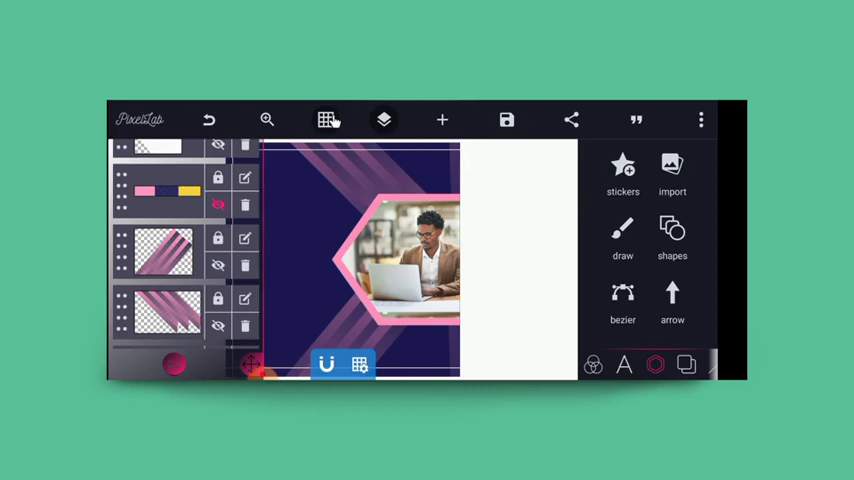 PixelLab
stickers
import
draw
shapes
bezier
arrow